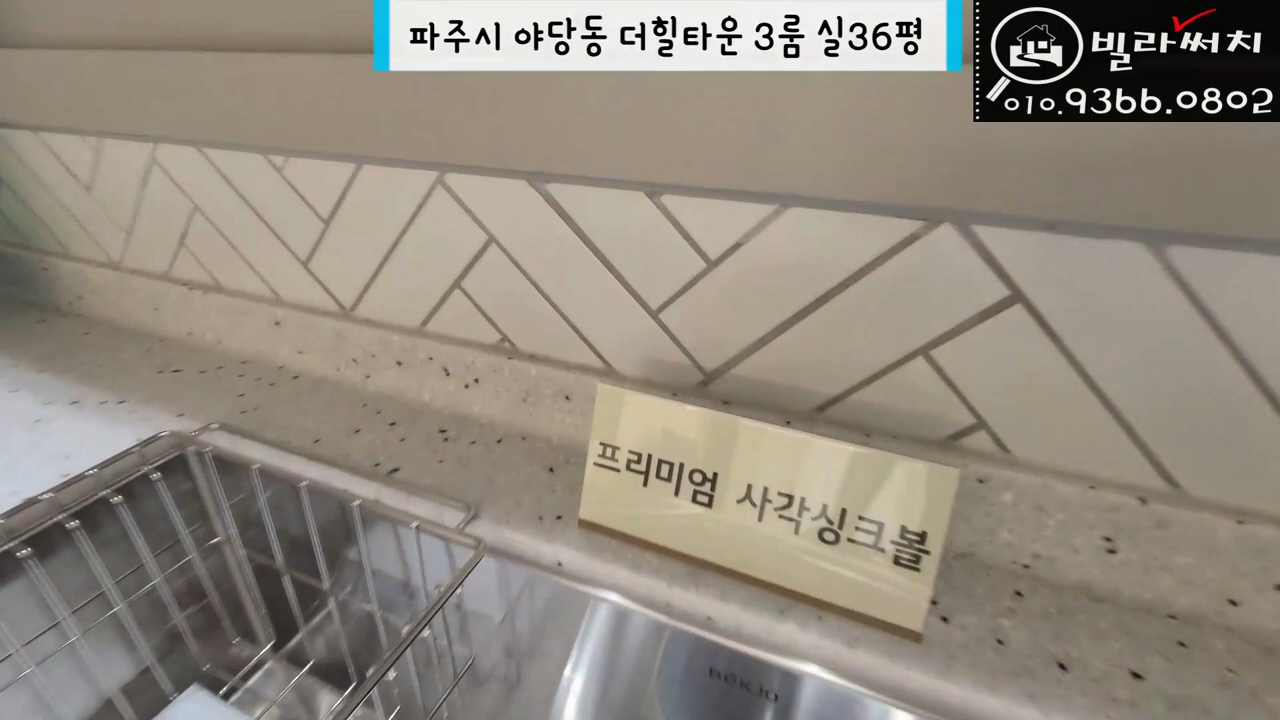 파주시 야당동 더힐타운 3룸 실36평
빌라써치
010.9366.0802
프리미엄 사각싱크볼